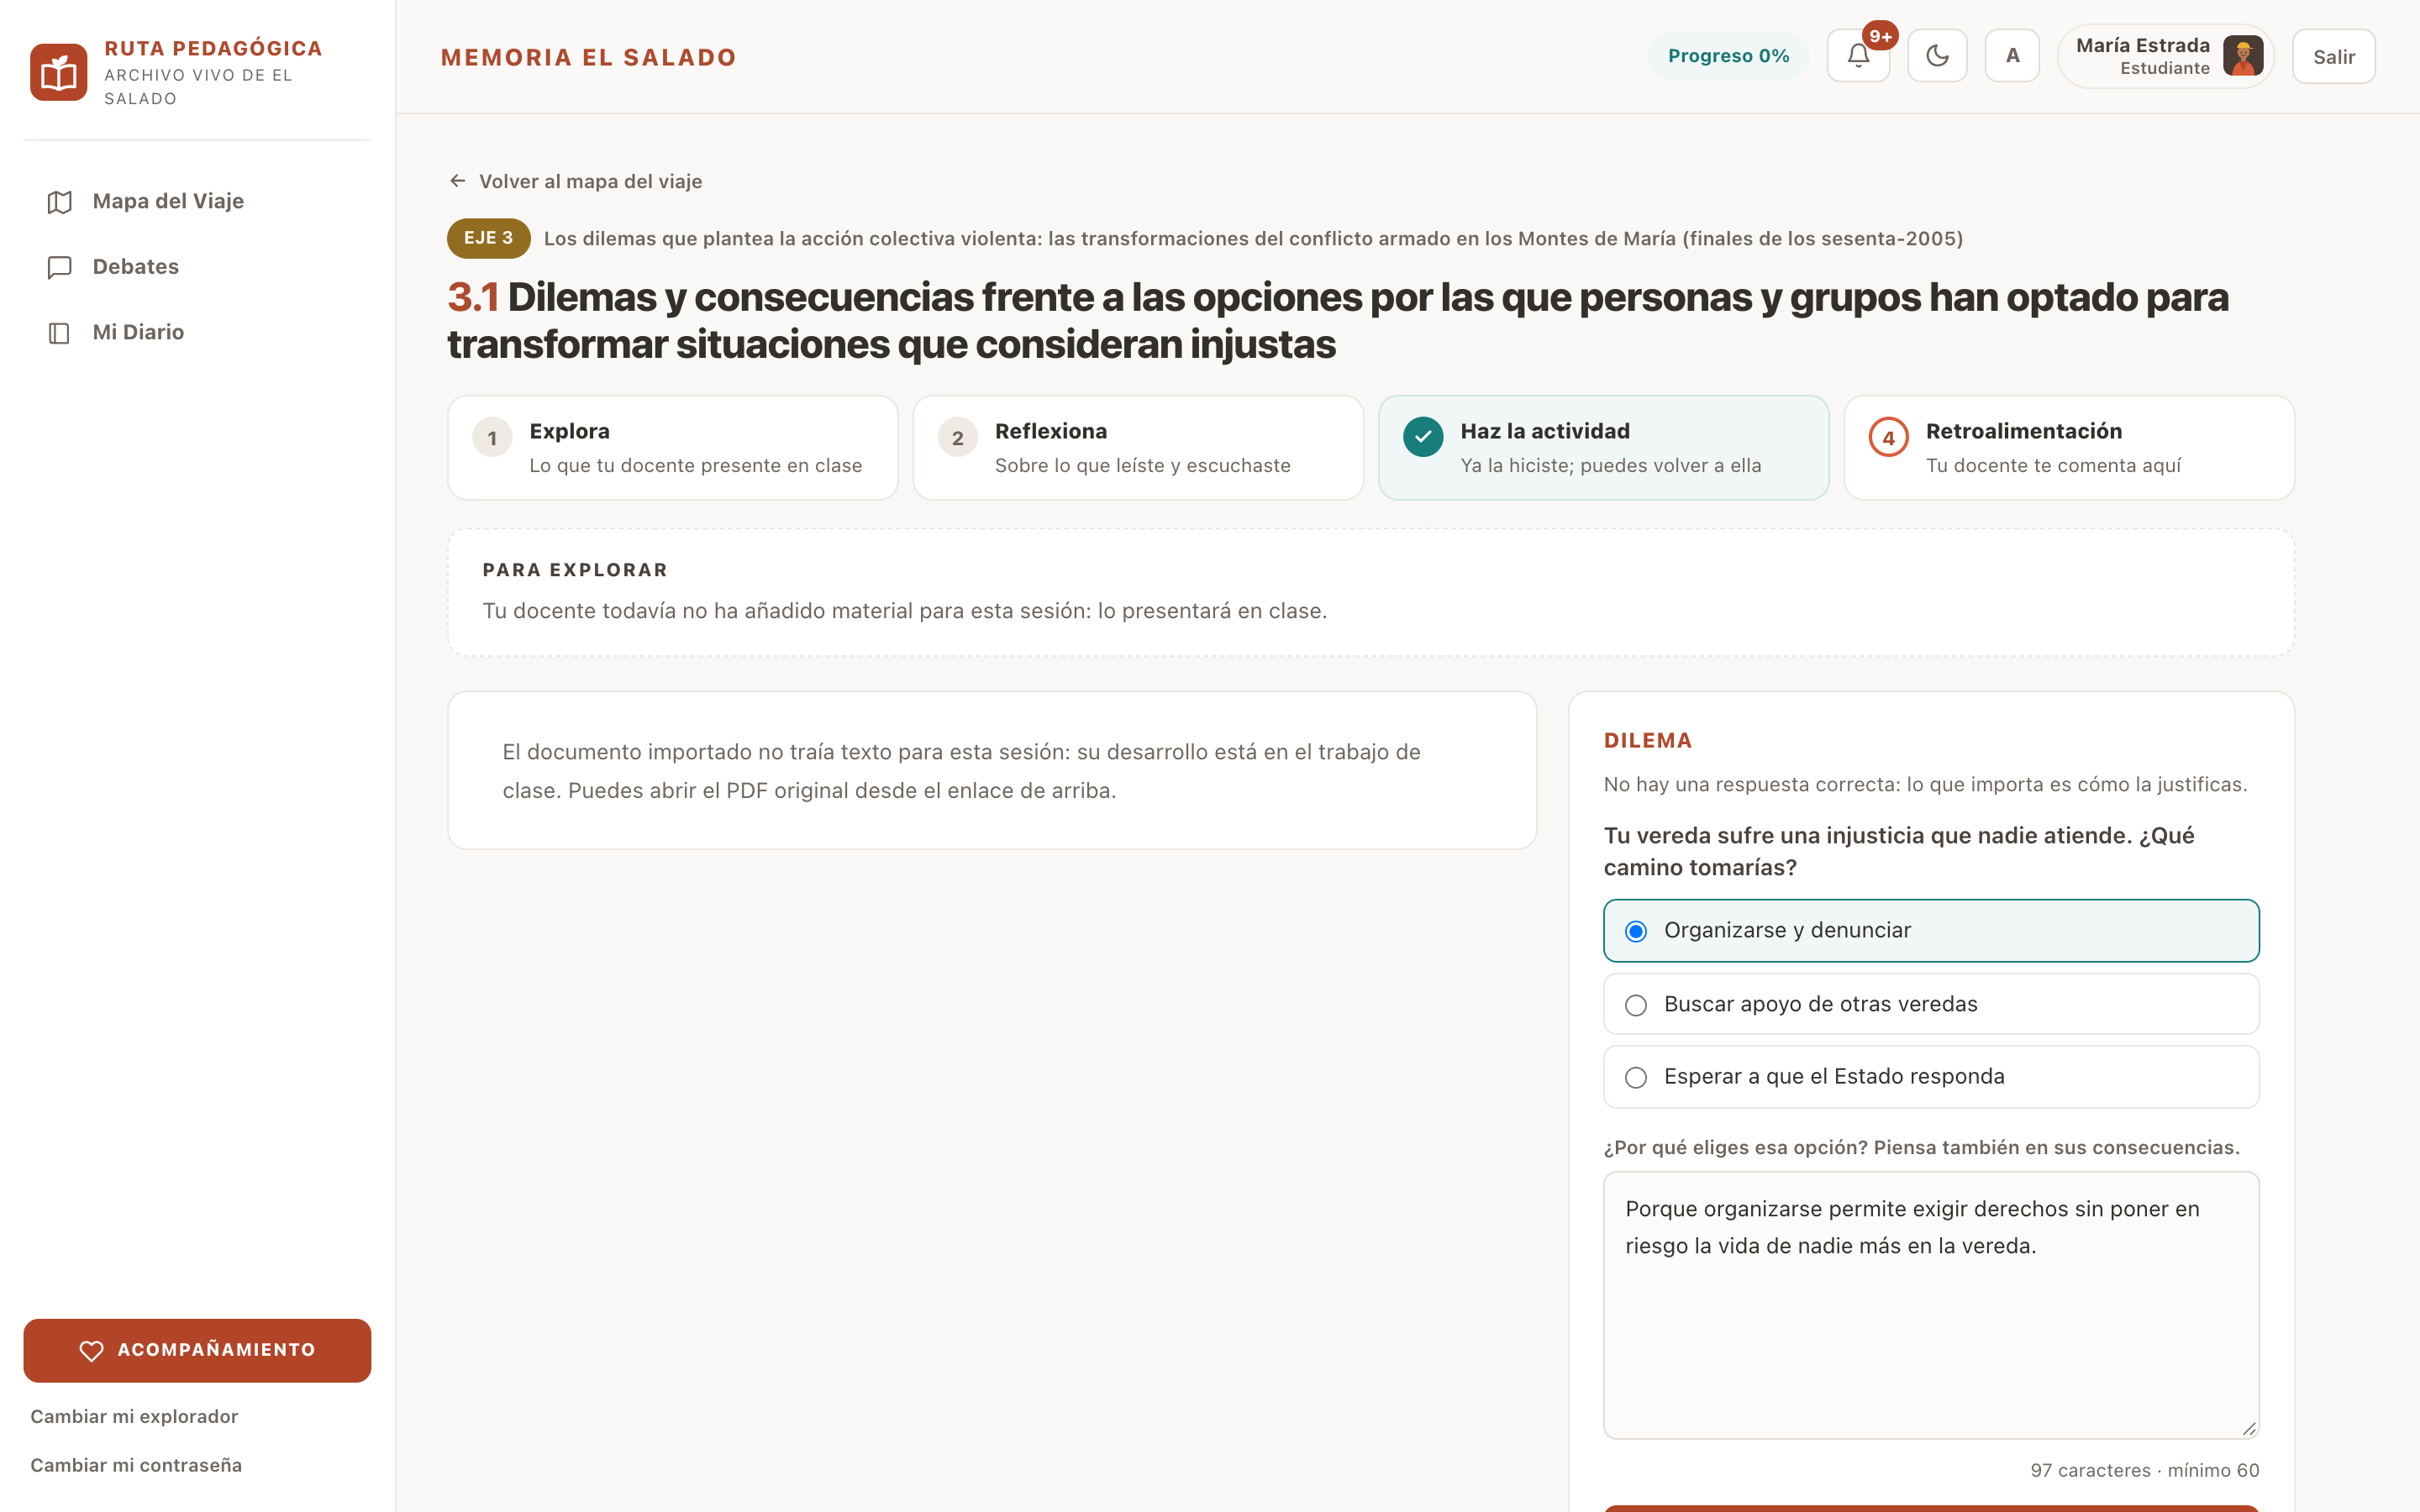 RUTA PEDAGÓGICA
ARCHIVO VIVO DE EL
SALADO
Mapa del Viaje
Debates
Mi Diario
ACOMPAÑAMIENTO
Cambiar mi explorador
Cambiar mi contraseña
MEMORIA EL SALADO
Progreso 0%
9+
A
María Estrada
Estudiante
Salir
← Volver al mapa del viaje
EJE 3 Los dilemas que plantea la acción colectiva violenta: las transformaciones del conflicto armado en los Montes de María (finales de los sesenta-2005)
3.1 Dilemas y consecuencias frente a las opciones por las que personas y grupos han optado para
transformar situaciones que consideran injustas
1 Explora
Lo que tu docente presente en clase
2 Reflexiona
Sobre lo que leíste y escuchaste
Haz la actividad
Ya la hiciste; puedes volver a ella
4 Retroalimentación
Tu docente te comenta aquí
PARA EXPLORAR
Tu docente todavía no ha añadido material para esta sesión: lo presentará en clase.
El documento importado no traía texto para esta sesión: su desarrollo está en el trabajo de
clase. Puedes abrir el PDF original desde el enlace de arriba.
DILEMA
No hay una respuesta correcta: lo que importa es cómo la justificas.
Tu vereda sufre una injusticia que nadie atiende. ¿Qué
camino tomarías?
Organizarse y denunciar
Buscar apoyo de otras veredas
Esperar a que el Estado responda
¿Por qué eliges esa opción? Piensa también en sus consecuencias.
Porque organizarse permite exigir derechos sin poner en
riesgo la vida de nadie más en la vereda.
97 caracteres · mínimo 60